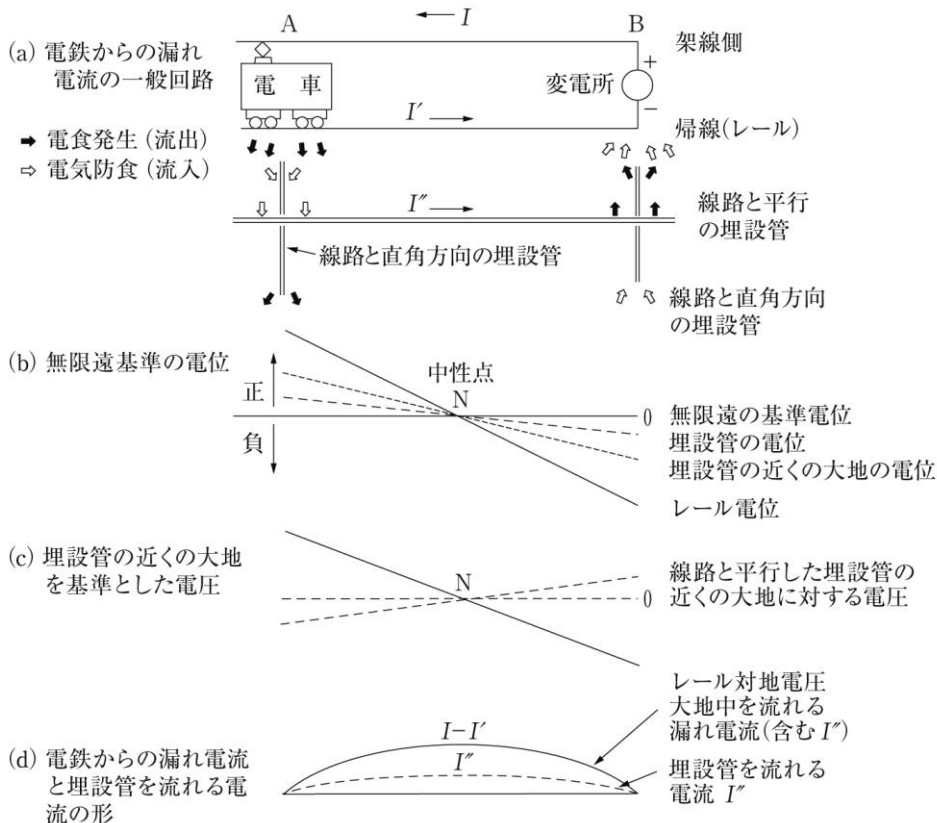 A
I
B
(a) 電鉄からの漏れ
電流の一般回路
架線側
+
電 車
変電所
−
I′
帰線(レール)
➡ 電食発生 (流出)
⇨ 電気防食 (流入)
I″
線路と平行
の埋設管
線路と直角方向の埋設管
線路と直角方向
の埋設管
(b) 無限遠基準の電位
正
負
中性点
N
0
無限遠の基準電位
埋設管の電位
埋設管の近くの大地の電位
レール電位
(c) 埋設管の近くの大地
を基準とした電圧
N
0
線路と平行した埋設管の
近くの大地に対する電圧
レール対地電圧
大地中を流れる
漏れ電流(含む I″)
(d) 電鉄からの漏れ電流
と埋設管を流れる電
流の形
I−I′
I″
埋設管を流れる
電流 I″